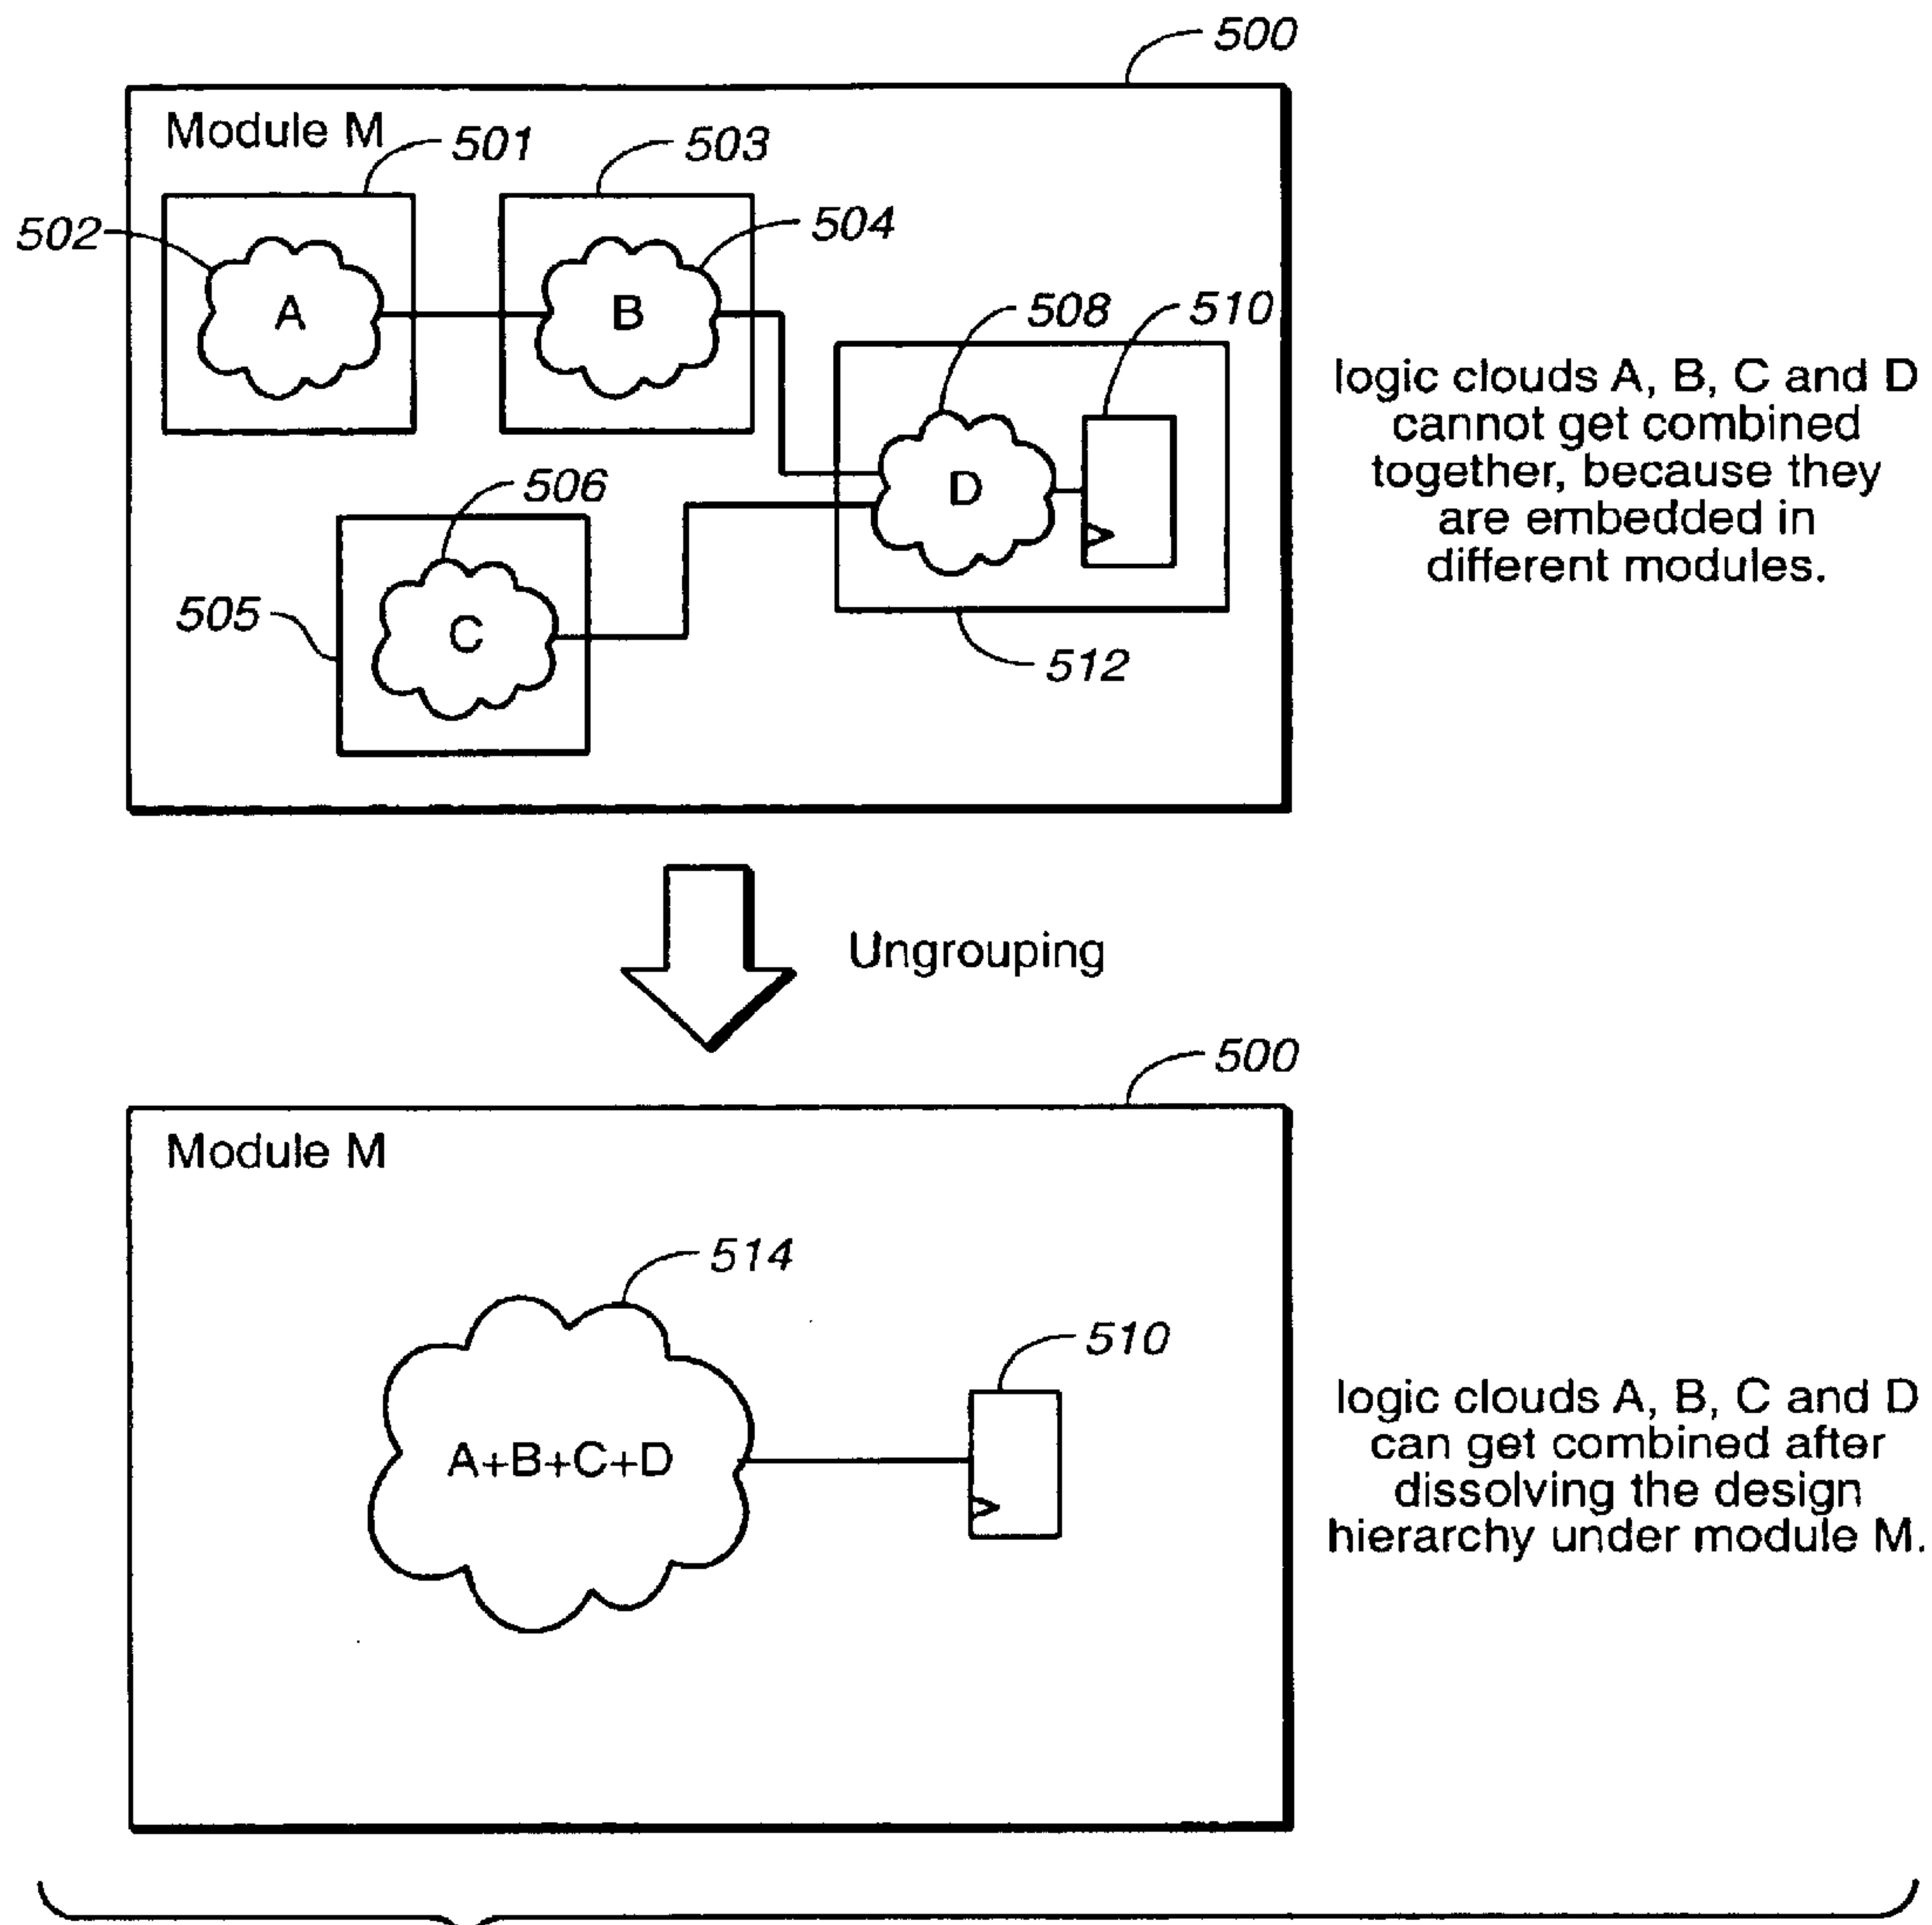 500
Module M
501
503
502
504
A
B
508
510
D
506
505
C
512
logic clouds A, B, C and D
cannot get combined
together, because they
are embedded in
different modules.
Ungrouping
500
Module M
514
510
A+B+C+D
logic clouds A, B, C and D
can get combined after
dissolving the design
hierarchy under module M.